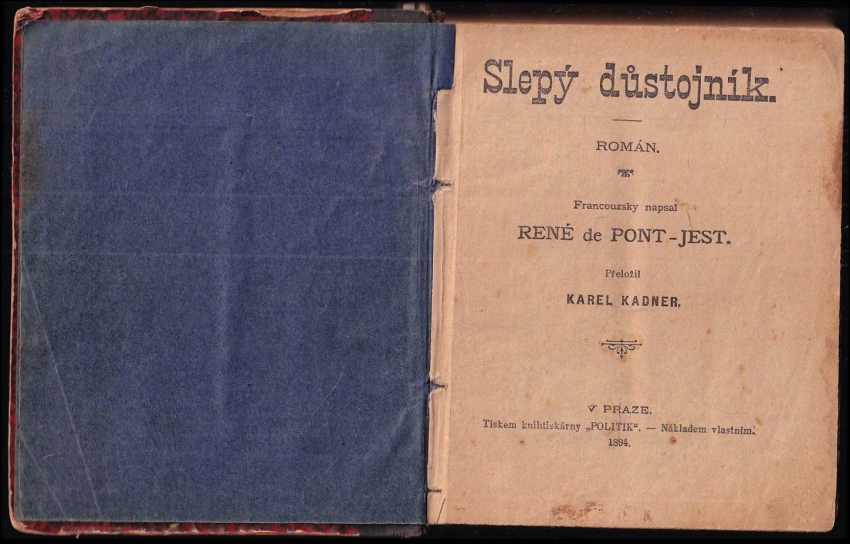 Slepý důstojník.
ROMÁN.
Francouzsky napsal
RENÉ de PONT-JEST.
Přeložil
KAREL KADNER.
V PRAZE.
Tiskem knihtiskárny „POLITIK“. — Nákladem vlastním.
1894.